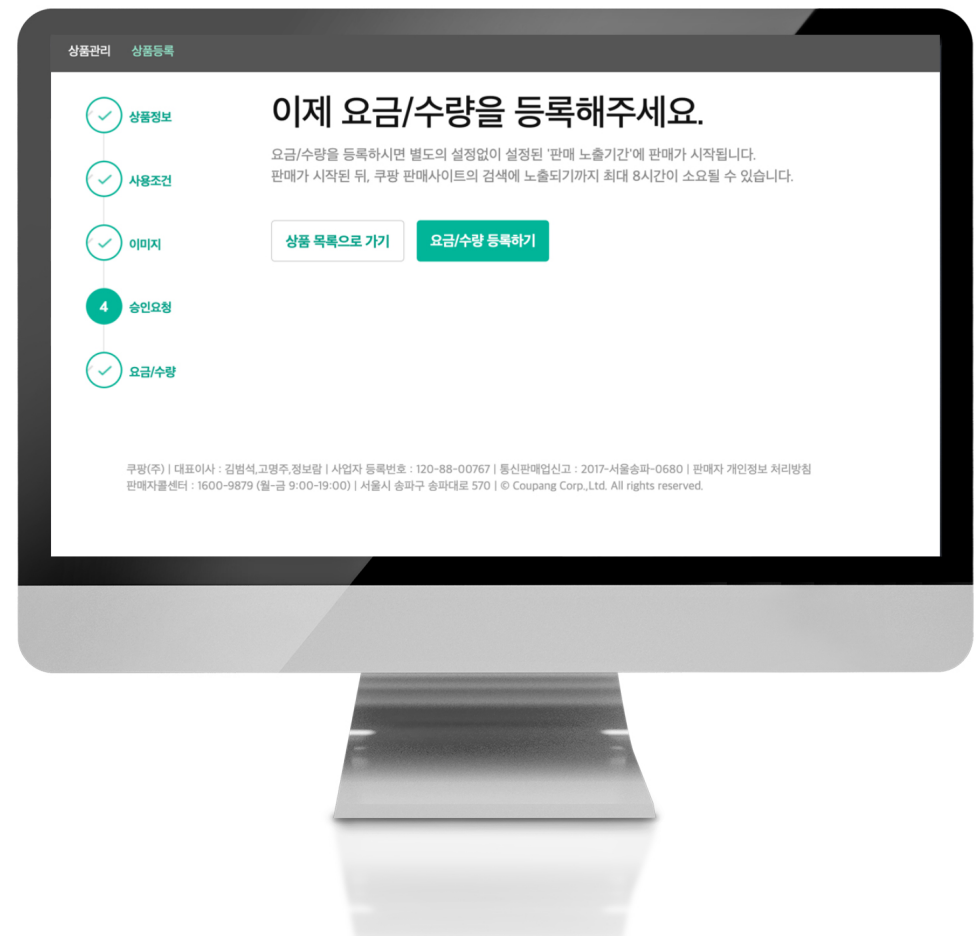 상품관리 상품등록
상품정보
사용조건
이미지
4 승인요청
요금/수량
이제 요금/수량을 등록해주세요.
요금/수량을 등록하시면 별도의 설정없이 설정된 '판매 노출기간'에 판매가 시작됩니다.
판매가 시작된 뒤, 쿠팡 판매사이트의 검색에 노출되기까지 최대 8시간이 소요될 수 있습니다.
상품 목록으로 가기 요금/수량 등록하기
쿠팡(주) | 대표이사 : 김범석,고명주,정보람 | 사업자 등록번호 : 120-88-00767 | 통신판매업신고 : 2017-서울송파-0680 | 판매자 개인정보 처리방침
판매자콜센터 : 1600-9879 (월-금 9:00-19:00) | 서울시 송파구 송파대로 570 | © Coupang Corp.,Ltd. All rights reserved.